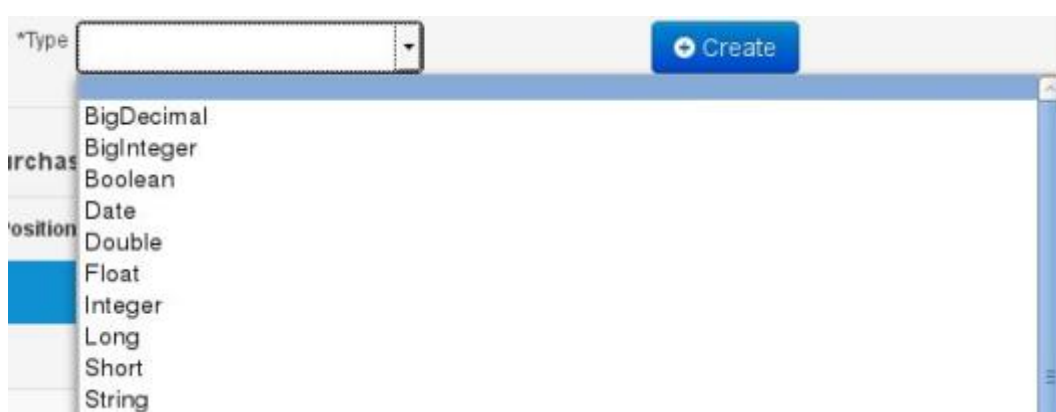 *Type
Create
BigDecimal
BigInteger
Boolean
Date
Double
Float
Integer
Long
Short
String